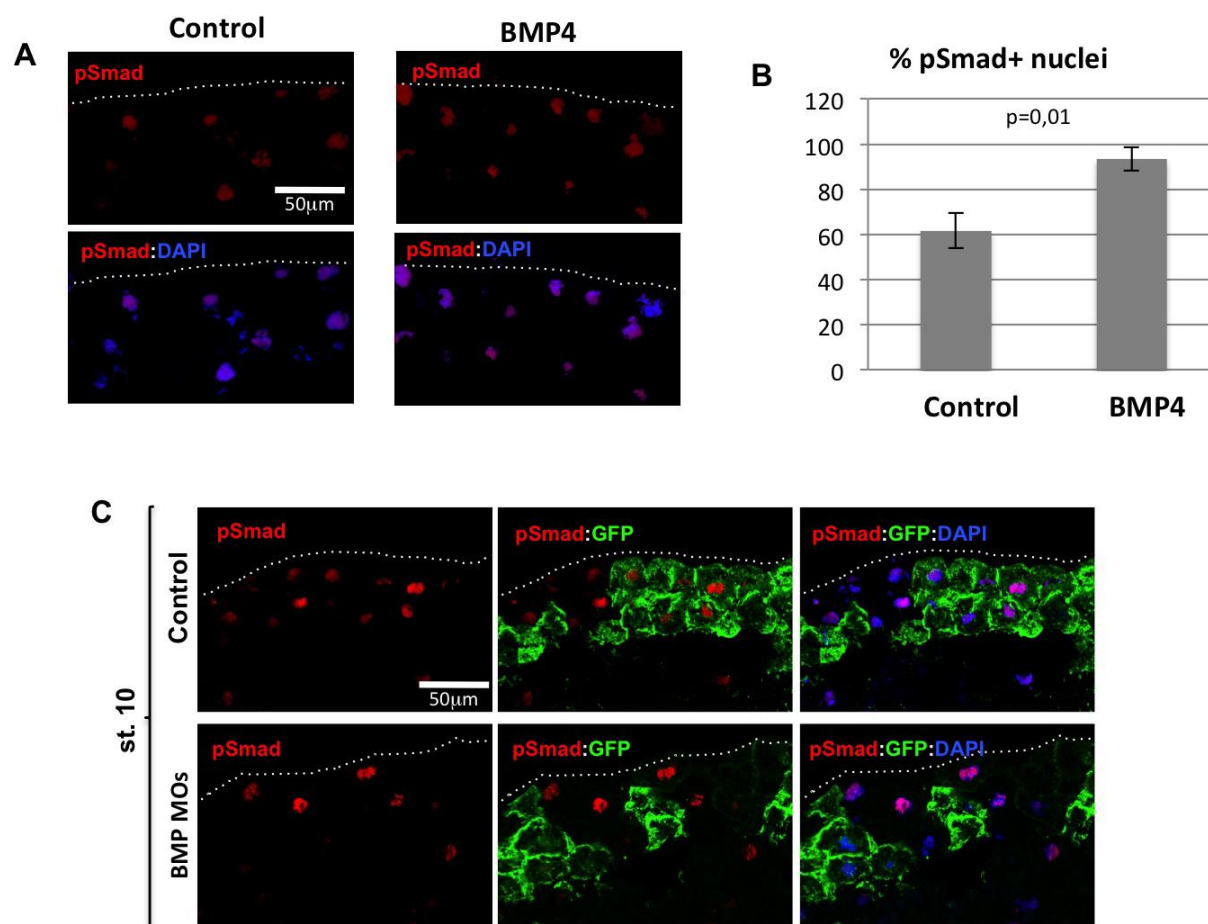 A
Control
BMP4
pSmad
pSmad
50μm
pSmad:DAPI
pSmad:DAPI
B
% pSmad+ nuclei
120
100
80
60
40
20
0
p=0,01
Control
BMP4
C
st. 10
Control
pSmad
pSmad:GFP
pSmad:GFP:DAPI
50μm
BMP MOs
pSmad
pSmad:GFP
pSmad:GFP:DAPI